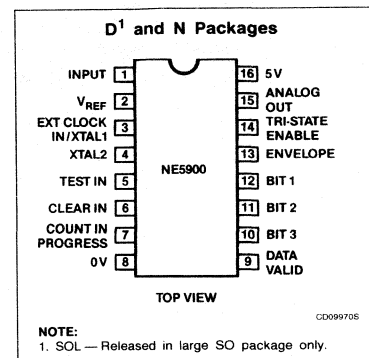 D1 and N Packages
INPUT 1
VREF 2
EXT CLOCK
IN/XTAL1 3
XTAL2 4
TEST IN 5
CLEAR IN 6
COUNT IN
PROGRESS 7
0V 8
NE5900
16 5V
15 ANALOG
OUT
14 TRI-STATE
ENABLE
13 ENVELOPE
12 BIT 1
11 BIT 2
10 BIT 3
9 DATA
VALID
TOP VIEW
CD09970S
NOTE:
1. SOL — Released in large SO package only.